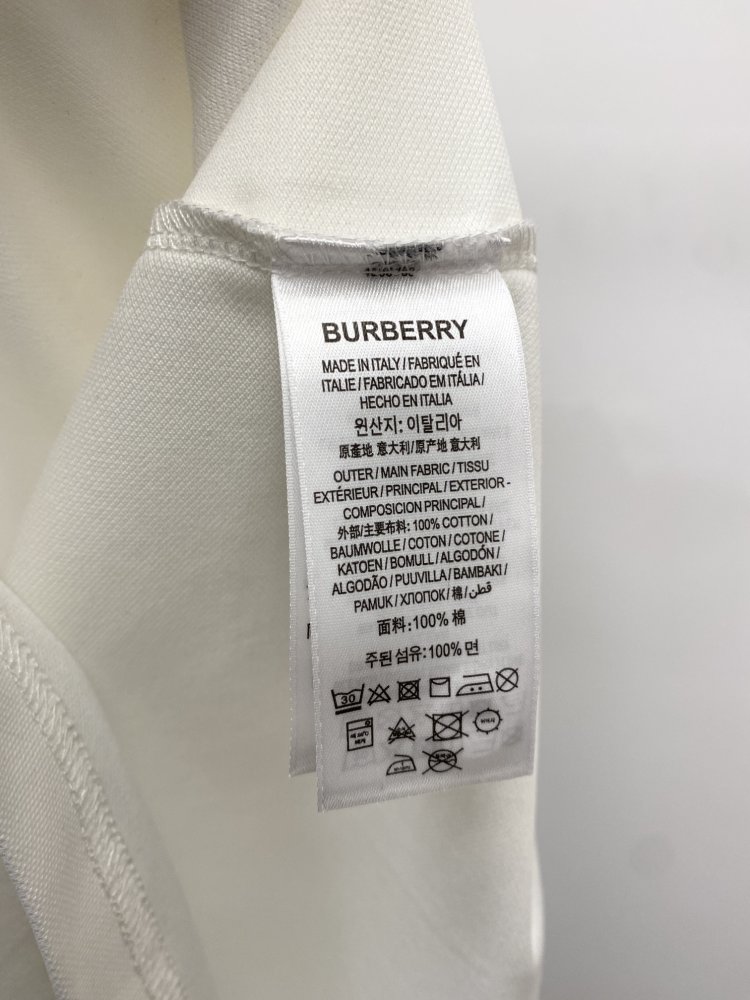 BURBERRY
MADE IN ITALY / FABRIQUÉ EN
ITALIE / FABRICADO EM ITÁLIA /
HECHO EN ITALIA
원산지: 이탈리아
原產地 意大利/原产地 意大利
OUTER / MAIN FABRIC / TISSU
EXTÉRIEUR / PRINCIPAL / EXTERIOR -
COMPOSICION PRINCIPAL /
外部/主要布料: 100% COTTON /
BAUMWOLLE / COTON / COTONE /
KATOEN / BOMULL / ALGODÓN /
ALGODÃO / PUUVILLA / BAMBAKI /
PAMUK / ХЛОПОК / 棉 / قطن /
面料: 100% 棉
주된 섬유: 100% 면
30